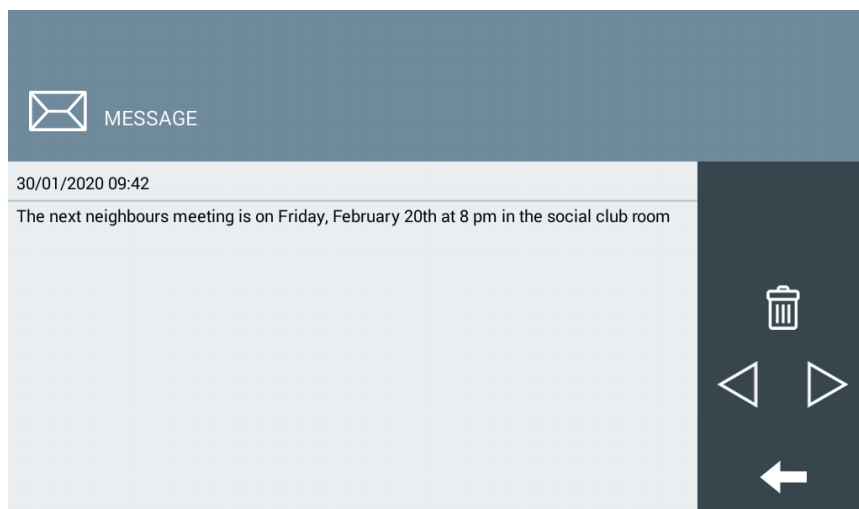 MESSAGE
30/01/2020 09:42
The next neighbours meeting is on Friday, February 20th at 8 pm in the social club room